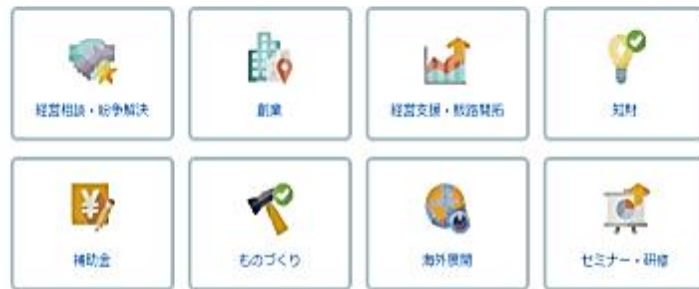 経営相談・紛争解決
創業
経営支援・販路開拓
知財
補助金
ものづくり
海外展開
セミナー・研修